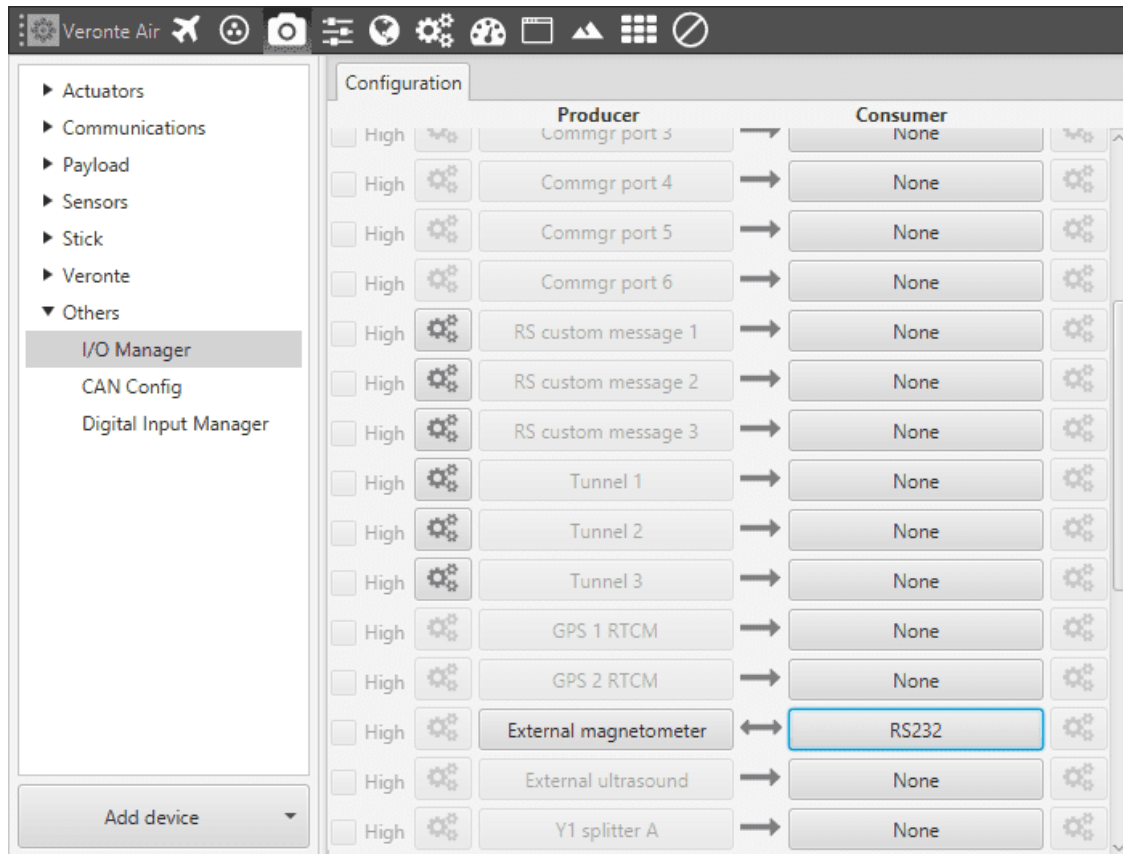 Veronte Air
Actuators
Communications
Payload
Sensors
Stick
Veronte
Others
I/O Manager
CAN Config
Digital Input Manager
Add device
Configuration
Producer Consumer
High Commgr port 3 None
High Commgr port 4 None
High Commgr port 5 None
High Commgr port 6 None
High RS custom message 1 None
High RS custom message 2 None
High RS custom message 3 None
High Tunnel 1 None
High Tunnel 2 None
High Tunnel 3 None
High GPS 1 RTCM None
High GPS 2 RTCM None
High External magnetometer RS232
High External ultrasound None
High Y1 splitter A None